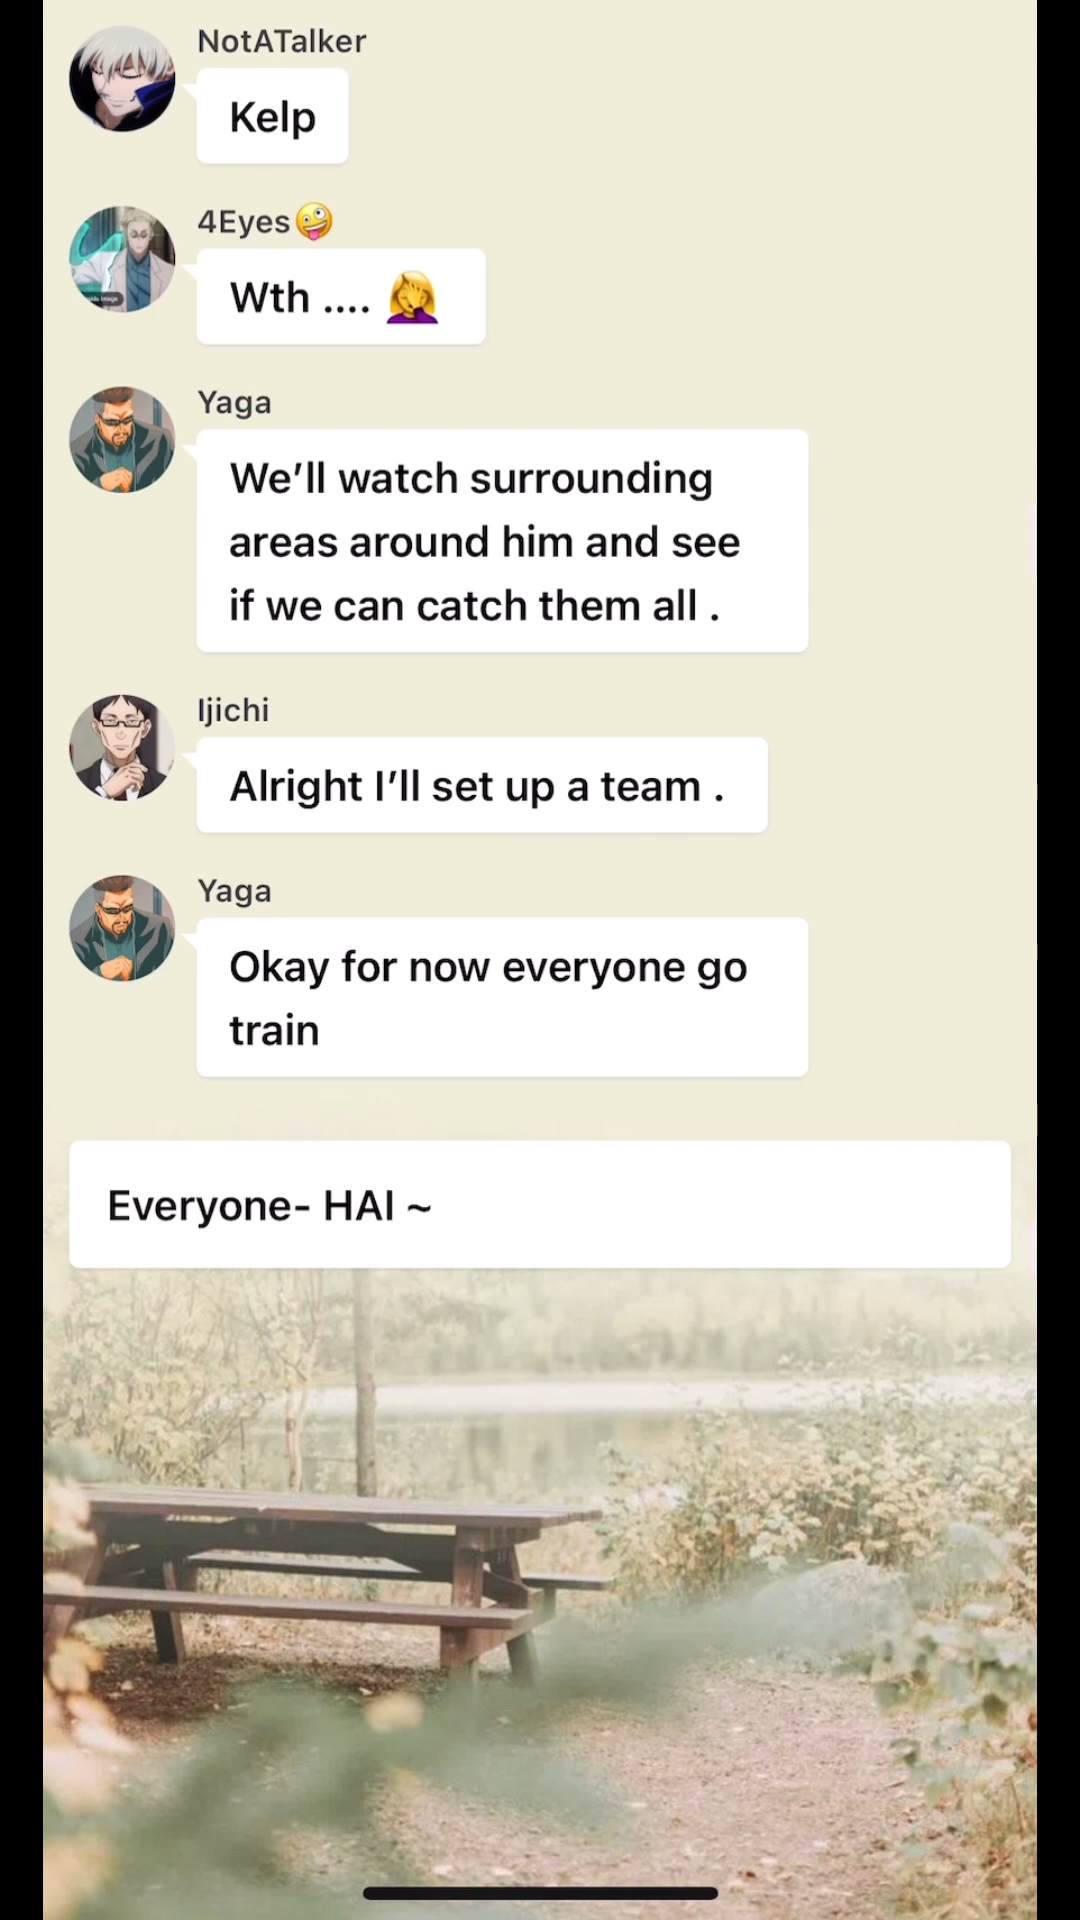 NotATalker
Kelp
4Eyes🤪
Wth .... 🤦‍♀️
Yaga
We’ll watch surrounding
areas around him and see
if we can catch them all .
Ijichi
Alright I’ll set up a team .
Yaga
Okay for now everyone go
train
Everyone- HAI ~